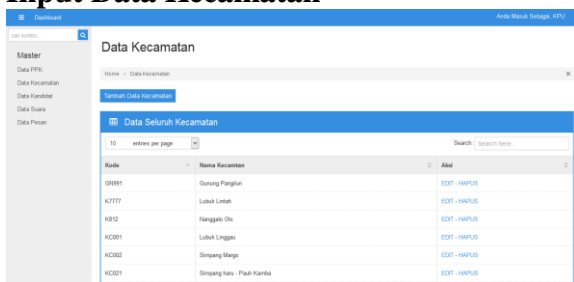 Input Data Kecamatan
Dashboard
Anda Masuk Sebagai, KPU
cari konten..
Master
Data PPK
Data Kecamatan
Data Kandidat
Data Suara
Data Pesan
Data Kecamatan
Home > Data Kecamatan
Tambah Data Kecamatan
Data Seluruh Kecamatan
10 entries per page
Search: Search here...
Kode Nama Kecamtan Aksi
GN991 Gunung Pangilun EDIT - HAPUS
K7777 Lubuk Lintah EDIT - HAPUS
K912 Nanggalo Olo EDIT - HAPUS
KC001 Lubuk Linggau EDIT - HAPUS
KC002 Simpang Margo EDIT - HAPUS
KC021 Simpang haru - Pauh Kamba EDIT - HAPUS